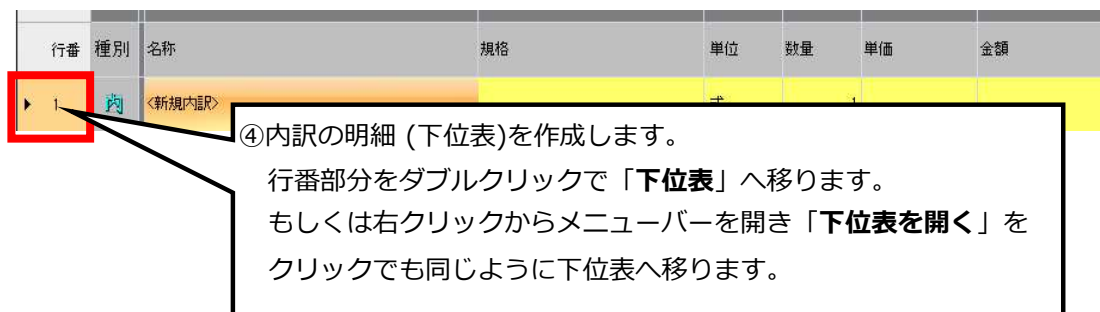 行番 種別 名称 規格 単位 数量 単価 金額
1 内 <新規内訳> 式 1
④内訳の明細 (下位表)を作成します。
行番部分をダブルクリックで「下位表」へ移ります。
もしくは右クリックからメニューバーを開き「下位表を開く」を
クリックでも同じように下位表へ移ります。